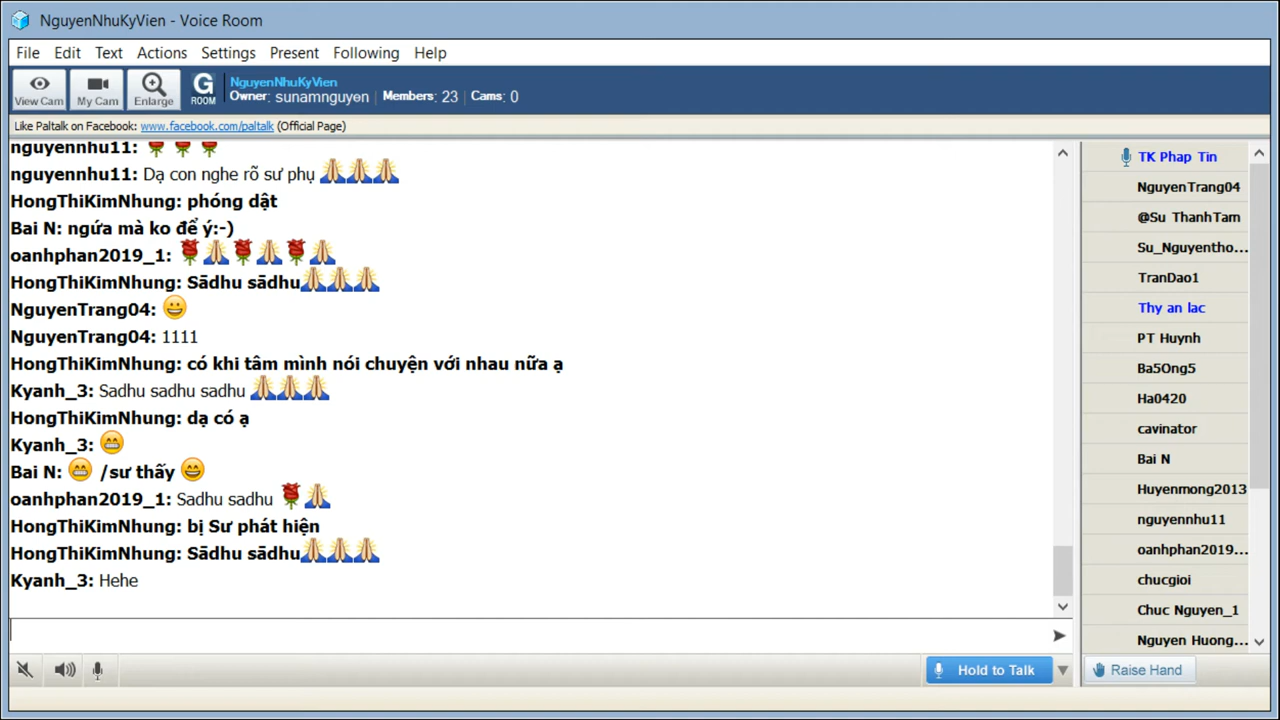 NguyenNhuKyVien - Voice Room
File Edit Text Actions Settings Present Following Help
View Cam
My Cam
Enlarge
G ROOM
NguyenNhuKyVien
Owner: sunamnguyen | Members: 23 | Cams: 0
Like Paltalk on Facebook: www.facebook.com/paltalk (Official Page)
nguyennhu11: 🌹 🌹 🌹
nguyennhu11: Dạ con nghe rõ sư phụ 🙏🙏🙏
HongThiKimNhung: phóng dật
Bai N: ngứa mà ko để ý:-)
oanhphan2019_1: 🌹🙏🌹🙏🌹🙏
HongThiKimNhung: Sādhu sādhu🙏🙏🙏
NguyenTrang04: 😀
NguyenTrang04: 1111
HongThiKimNhung: có khi tâm mình nói chuyện với nhau nữa ạ
Kyanh_3: Sadhu sadhu sadhu 🙏🙏🙏
HongThiKimNhung: dạ có ạ
Kyanh_3: 😁
Bai N: 😁 /sư thấy 😄
oanhphan2019_1: Sadhu sadhu 🌹🙏
HongThiKimNhung: bị Sư phát hiện
HongThiKimNhung: Sādhu sādhu🙏🙏🙏
Kyanh_3: Hehe
TK Phap Tin
NguyenTrang04
@Su ThanhTam
Su_Nguyentho...
TranDao1
Thy an lac
PT Huynh
Ba5Ong5
Ha0420
cavinator
Bai N
Huyenmong2013
nguyennhu11
oanhphan2019...
chucgioi
Chuc Nguyen_1
Nguyen Huong...
Hold to Talk
Raise Hand